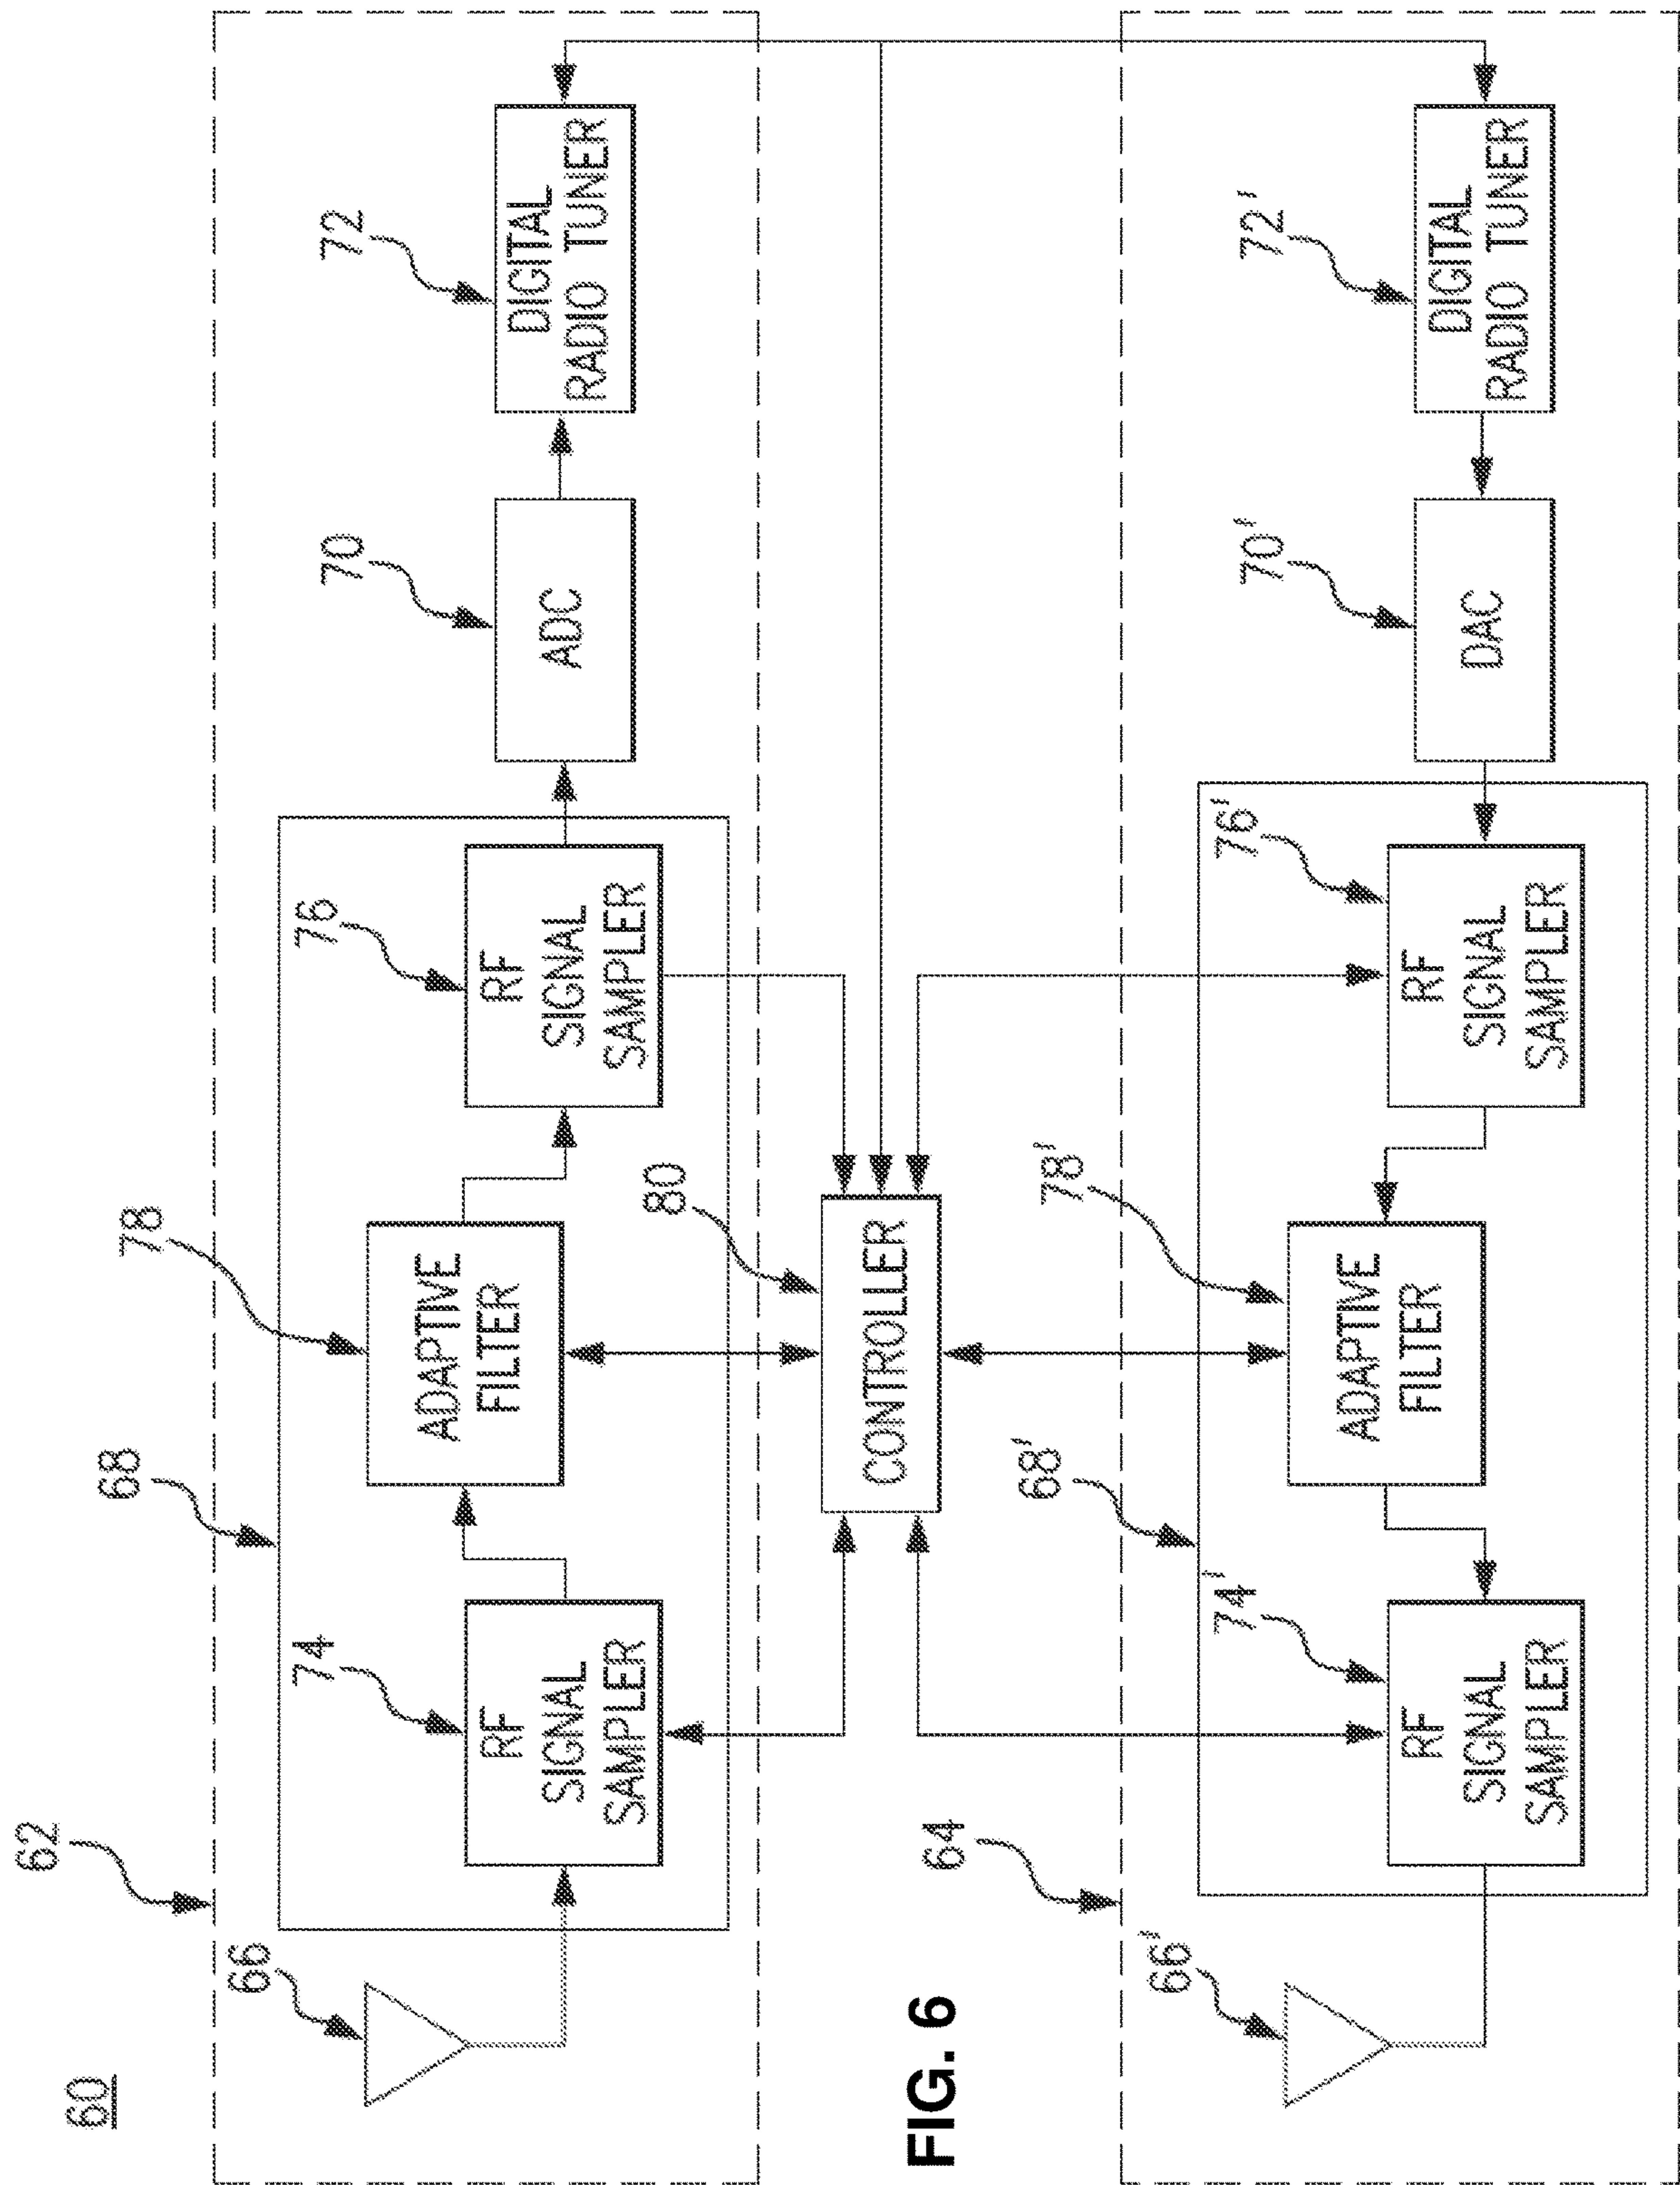 60
62
66
68
74
RF
SIGNAL
SAMPLER
78
ADAPTIVE
FILTER
76
RF
SIGNAL
SAMPLER
70
ADC
72
DIGITAL
RADIO TUNER
80
CONTROLLER
FIG. 6
64
66'
68'
74'
RF
SIGNAL
SAMPLER
78'
ADAPTIVE
FILTER
76'
RF
SIGNAL
SAMPLER
70'
DAC
72'
DIGITAL
RADIO TUNER